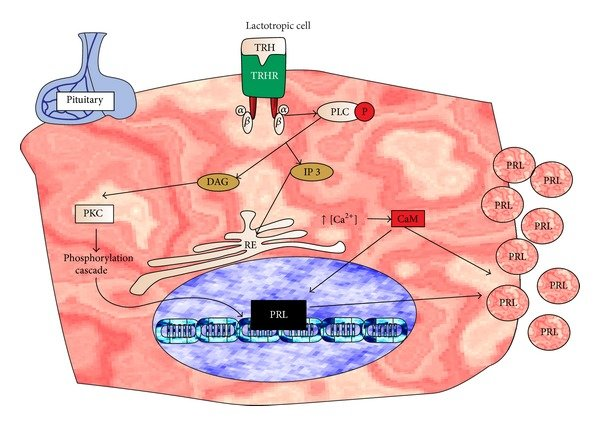 Lactotropic cell
TRH
TRHR
Pituitary
α
β
α
β
PLC
P
DAG
IP 3
PKC
↑ [Ca²⁺]
CaM
RE
Phosphorylation
cascade
PRL
PRL
PRL
PRL
PRL
PRL
PRL
PRL
PRL